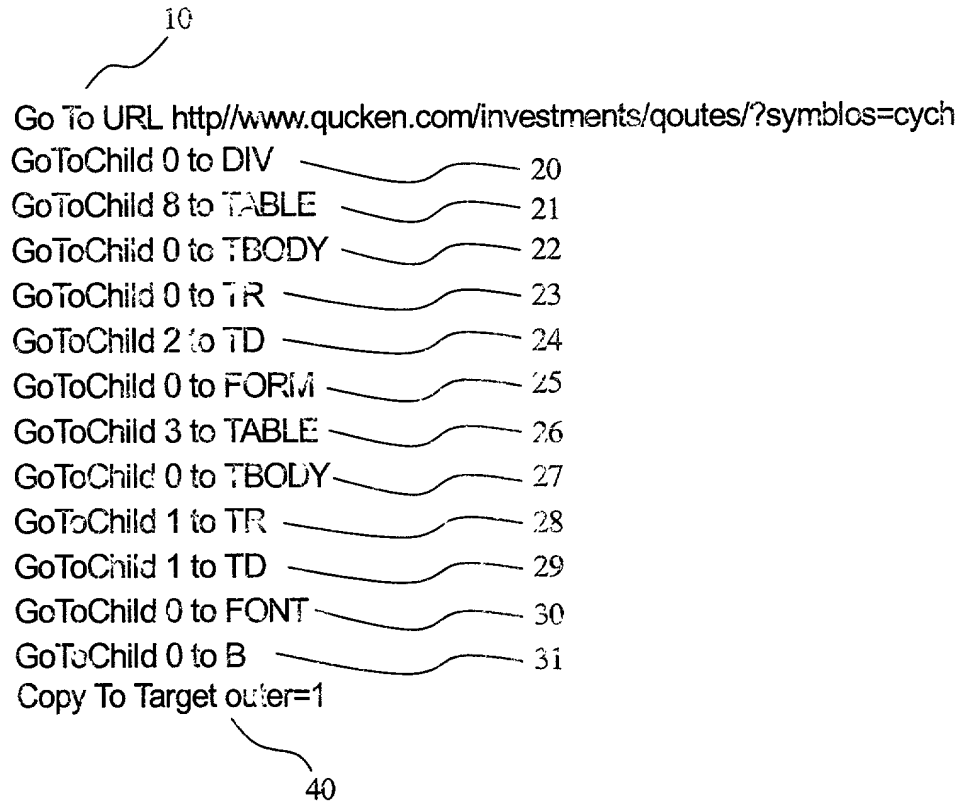 10
Go To URL http//www.qucken.com/investments/qoutes/?symblos=cych
GoToChild 0 to DIV 20
GoToChild 8 to TABLE 21
GoToChild 0 to TBODY 22
GoToChild 0 to TR 23
GoToChild 2 to TD 24
GoToChild 0 to FORM 25
GoToChild 3 to TABLE 26
GoToChild 0 to TBODY 27
GoToChild 1 to TR 28
GoToChild 1 to TD 29
GoToChild 0 to FONT 30
GoToChild 0 to B 31
Copy To Target outer=1
40